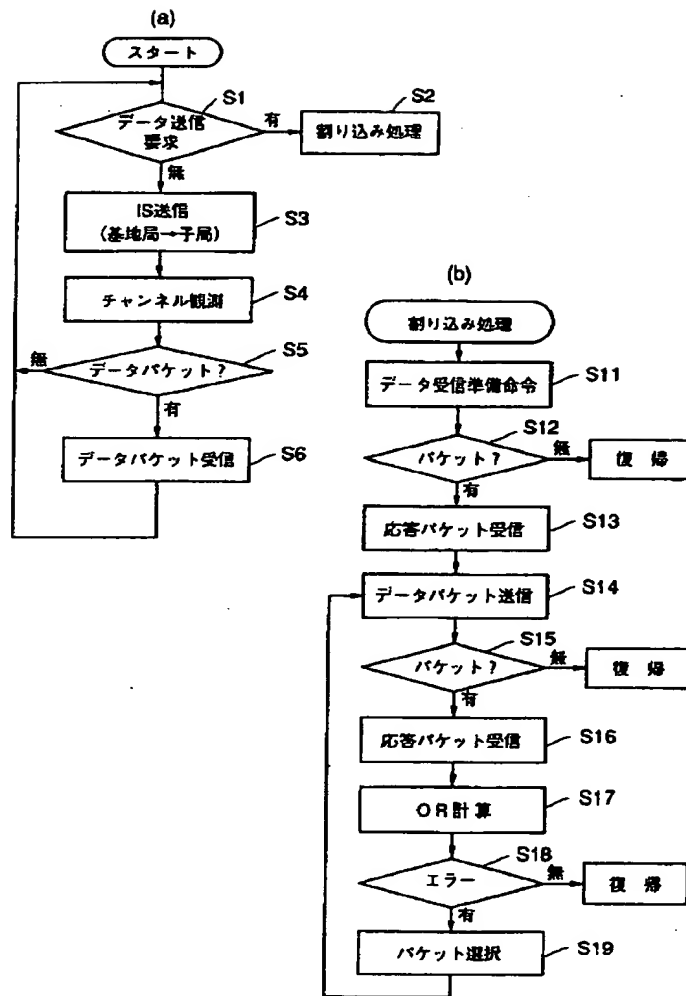 (a)
スタート
S1
データ送信
要求
有
S2
割り込み処理
無
IS送信
(基地局→子局)
S3
チャンネル観測
S4
S5
無
データパケット?
有
データパケット受信
S6
(b)
割り込み処理
データ受信準備命令
S11
S12
パケット?
無
復 帰
有
応答パケット受信
S13
データパケット送信
S14
S15
パケット?
無
復 帰
有
応答パケット受信
S16
OR計算
S17
S18
エラー
無
復 帰
有
パケット選択
S19